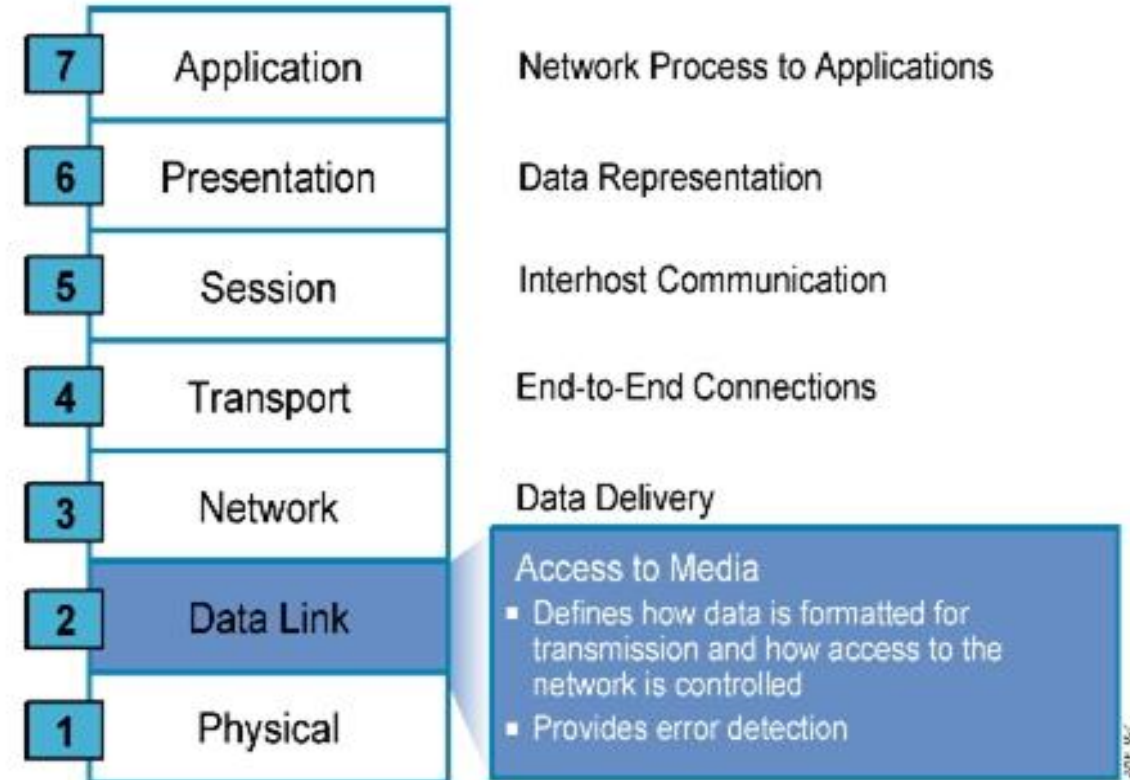 7 Application Network Process to Applications
6 Presentation Data Representation
5 Session Interhost Communication
4 Transport End-to-End Connections
3 Network Data Delivery
2 Data Link
Access to Media
▪ Defines how data is formatted for
transmission and how access to the
network is controlled
▪ Provides error detection
1 Physical